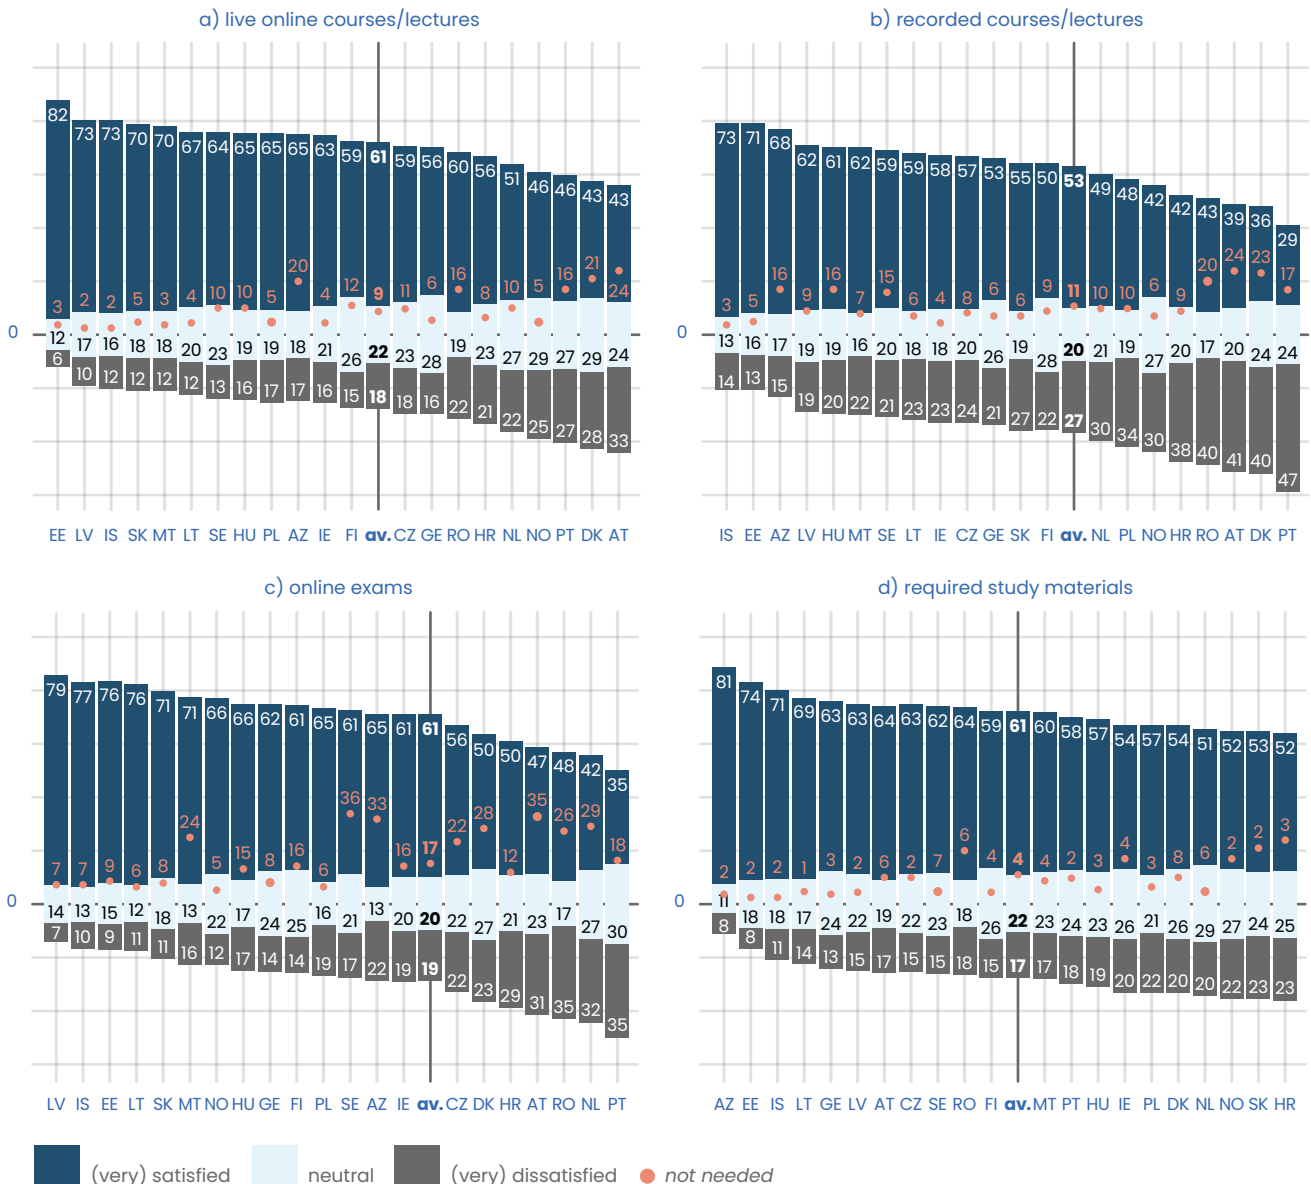 a) live online courses/lectures
82 73 73 70 70 67 64 65 65 65 63 59 61 59 56 60 56 51 46 46 43 43
3 2 2 5 3 4 10 10 5 20 4 12 9 11 6 16 8 10 5 16 21 24
0
12 17 16 18 18 20 23 19 19 18 21 26 22 23 28 19 23 27 29 27 29 24
6 10 12 12 12 12 13 16 17 17 16 15 18 18 16 22 21 22 25 27 28 33
EE LV IS SK MT LT SE HU PL AZ IE FI av. CZ GE RO HR NL NO PT DK AT
b) recorded courses/lectures
73 71 68 62 61 62 59 59 58 57 53 55 50 53 49 48 42 42 43 39 36 29
3 5 16 9 16 7 15 6 4 8 6 6 9 11 10 10 6 9 20 24 23 17
0
13 16 17 19 19 16 20 18 18 20 26 19 28 20 21 19 27 20 17 20 24 24
14 13 15 19 20 22 21 23 23 24 21 27 22 27 30 34 30 38 40 41 40 47
IS EE AZ LV HU MT SE LT IE CZ GE SK FI av. NL PL NO HR RO AT DK PT
c) online exams
79 77 76 76 71 71 66 66 62 61 65 61 65 61 61 56 50 50 47 48 42 35
7 7 9 6 8 24 5 15 8 16 6 36 33 16 17 22 28 12 35 26 29 18
0
14 13 15 12 18 13 22 17 24 25 16 21 13 20 20 22 27 21 23 17 27 30
7 10 9 11 11 16 12 17 14 14 19 17 22 19 19 22 23 29 31 35 32 35
LV IS EE LT SK MT NO HU GE FI PL SE AZ IE av. CZ DK HR AT RO NL PT
d) required study materials
81 74 71 69 63 63 64 63 62 64 59 61 60 58 57 54 57 54 51 52 53 52
2 2 2 1 3 2 6 2 7 6 4 4 4 2 3 4 3 8 6 2 2 3
0
11 18 18 17 24 22 19 22 23 18 26 22 23 24 23 26 21 26 29 27 24 25
8 8 11 14 13 15 17 15 15 18 15 17 17 18 19 20 22 20 20 22 23 23
AZ EE IS LT GE LV AT CZ SE RO FI av. MT PT HU IE PL DK NL NO SK HR
(very) satisfied neutral (very) dissatisfied not needed